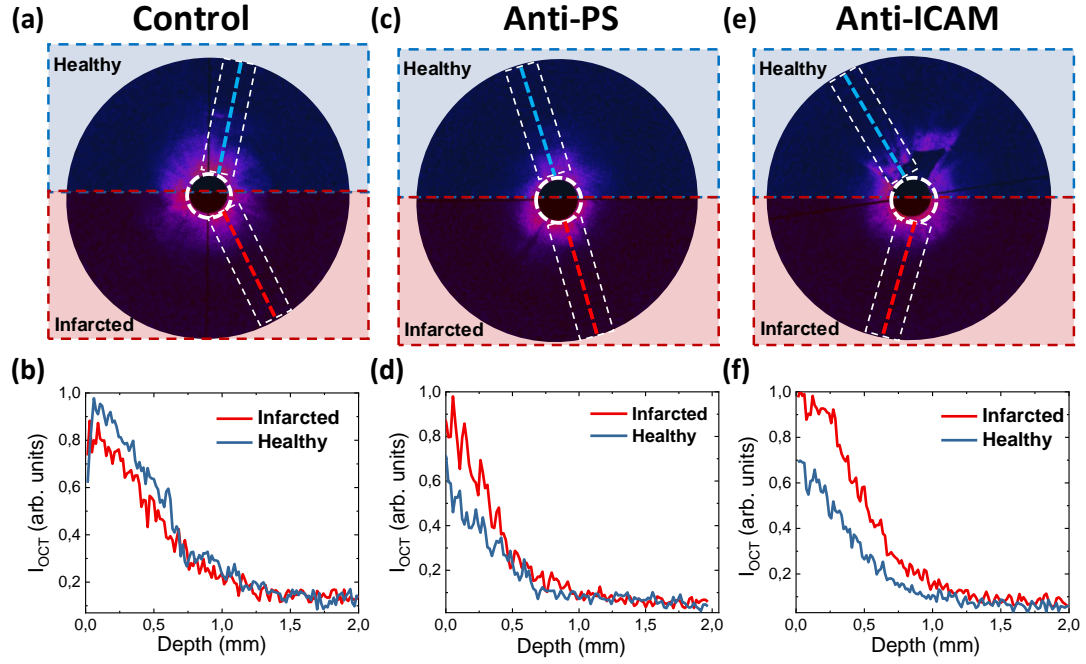 (a) Control (c) Anti-PS (e) Anti-ICAM
Healthy Healthy Healthy
Infarcted Infarcted Infarcted
(b)
1,0
0,8
0,6
0,4
0,2
I_OCT (arb. units)
Infarcted
Healthy
0,0 0,5 1,0 1,5 2,0
Depth (mm)
(d)
1,0
0,8
0,6
0,4
0,2
I_OCT (arb. units)
Infarcted
Healthy
0,0 0,5 1,0 1,5 2,0
Depth (mm)
(f)
1,0
0,8
0,6
0,4
0,2
I_OCT (arb. units)
Infarcted
Healthy
0,0 0,5 1,0 1,5 2,0
Depth (mm)